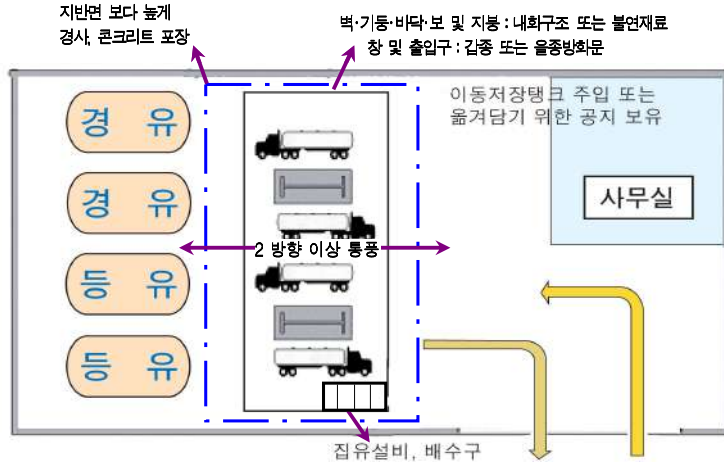 지반면 보다 높게
경사, 콘크리트 포장
벽·기둥·바닥·보 및 지붕 : 내화구조 또는 불연재료
창 및 출입구 : 갑종 또는 을종방화문
이동저장탱크 주입 또는
옮겨담기 위한 공지 보유
경 유
경 유
사무실
2 방향 이상 통풍
등 유
등 유
집유설비, 배수구